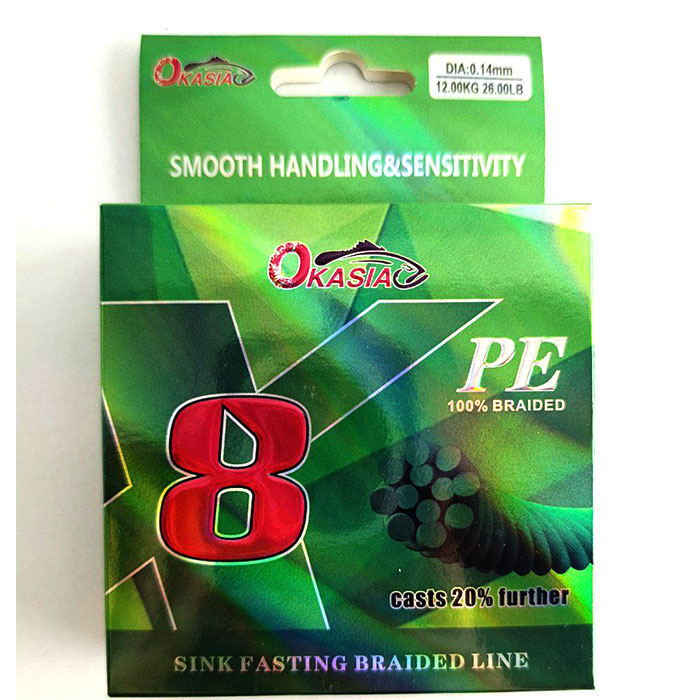 OKASIA
DIA:0.14mm
12.00KG 26.00LB
SMOOTH HANDLING&SENSITIVITY
OKASIA
X
8
PE
100% BRAIDED
casts 20% further
SINK FASTING BRAIDED LINE